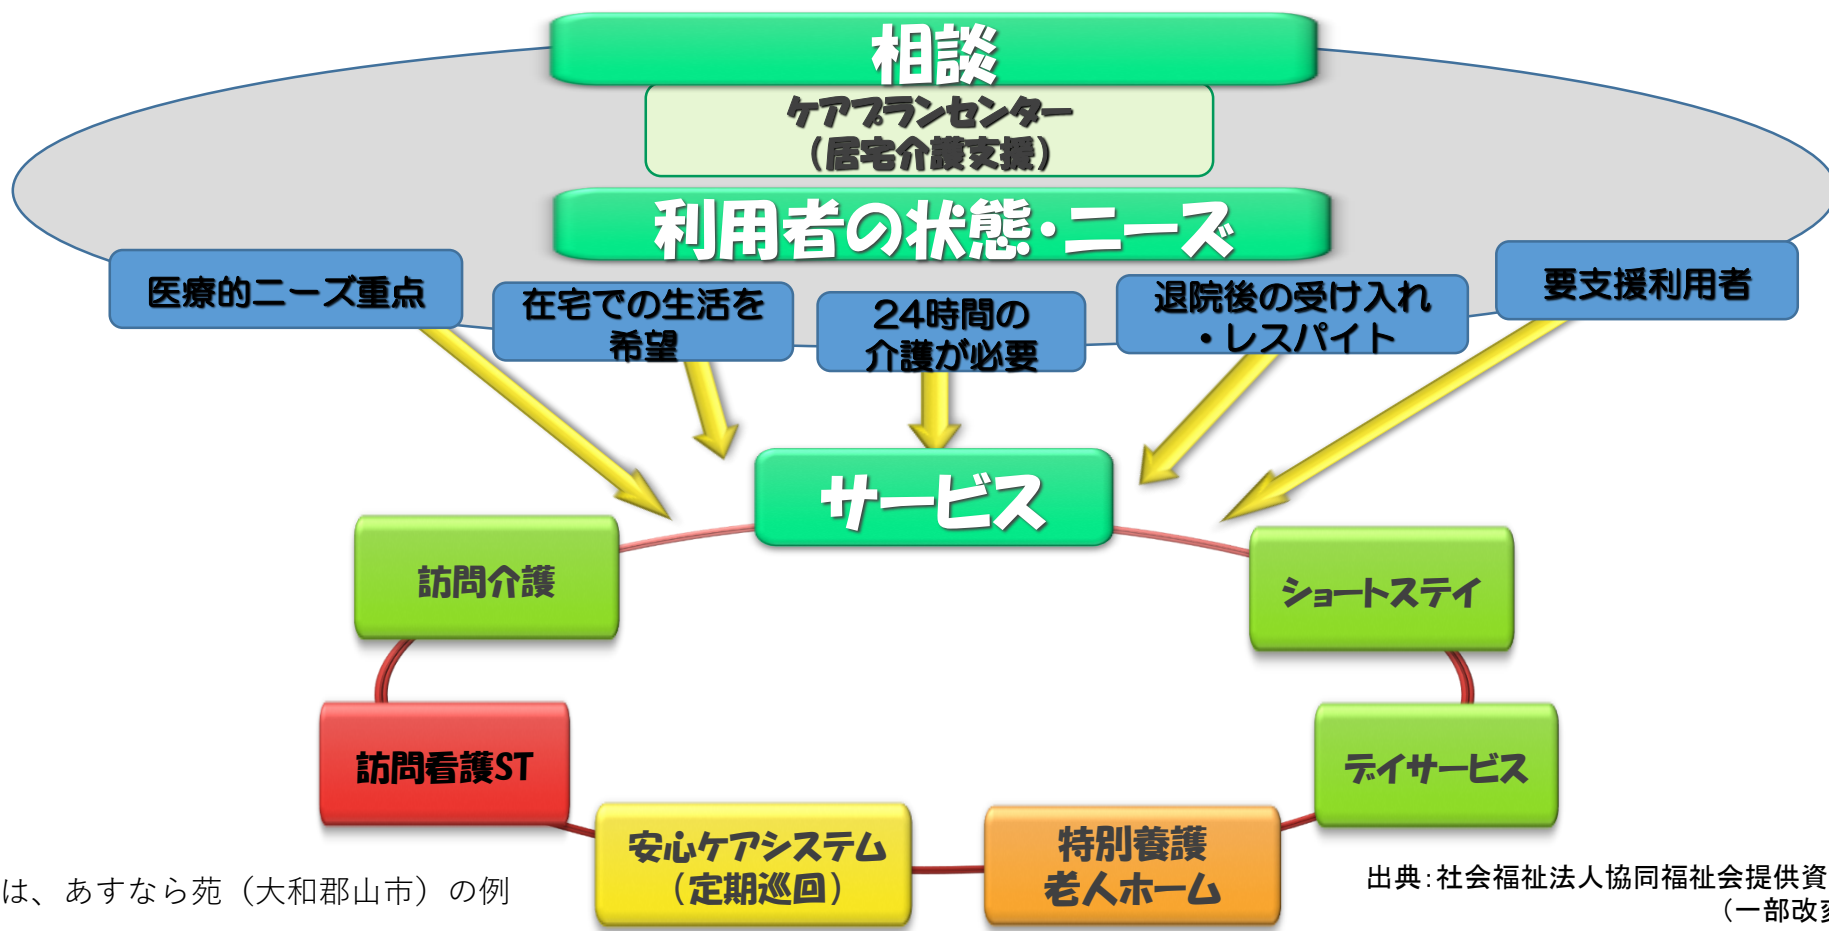 相談
ケアプランセンター
（居宅介護支援）
利用者の状態・ニーズ
医療的ニーズ重点
在宅での生活を
希望
24時間の
介護が必要
退院後の受け入れ
・レスパイト
要支援利用者
サービス
訪問介護
ショートステイ
訪問看護ST
デイサービス
安心ケアシステム
（定期巡回）
特別養護
老人ホーム
は、あすなら苑（大和郡山市）の例
出典：社会福祉法人協同福祉会提供資
（一部改変